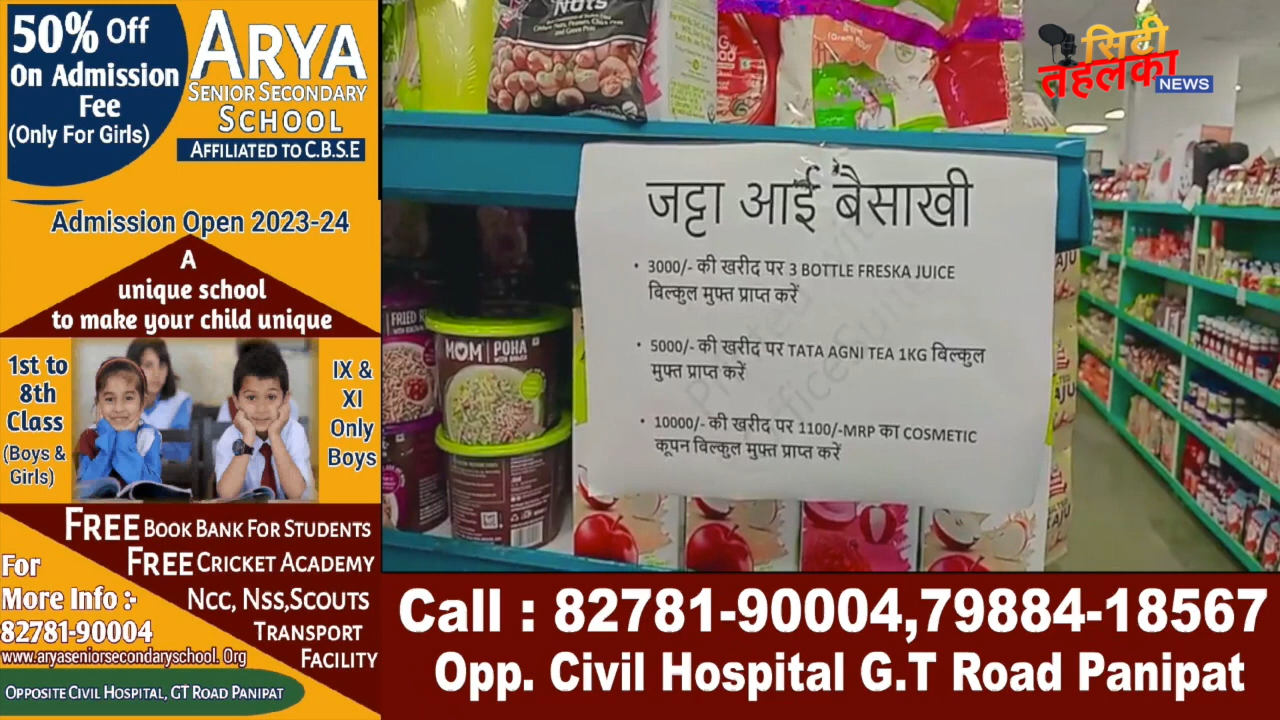 50% Off
On Admission
Fee
(Only For Girls)
ARYA
SENIOR SECONDARY
SCHOOL
AFFILIATED TO C.B.S.E
Admission Open 2023-24
A
unique school
to make your child unique
1st to
8th
Class
(Boys &
Girls)
IX &
XI
Only
Boys
FREE BOOK BANK FOR STUDENTS
FREE CRICKET ACADEMY
NCC, NSS,SCOUTS
TRANSPORT
FACILITY
For
More Info :-
82781-90004
www.aryaseniorsecondaryschool. Org
OPPOSITE CIVIL HOSPITAL, GT ROAD PANIPAT
सिटी
तहलका
NEWS
Nuts
and Green Peas
जट्टा आई बैसाखी
• 3000/- की खरीद पर 3 BOTTLE FRESKA JUICE
बिल्कुल मुफ्त प्राप्त करें
• 5000/- की खरीद पर TATA AGNI TEA 1KG बिल्कुल
मुफ्त प्राप्त करें
• 10000/- की खरीद पर 1100/-MRP का COSMETIC
कूपन बिल्कुल मुफ्त प्राप्त करें
FRIED
MOM POHA
KAJU
Call : 82781-90004,79884-18567
Opp. Civil Hospital G.T Road Panipat